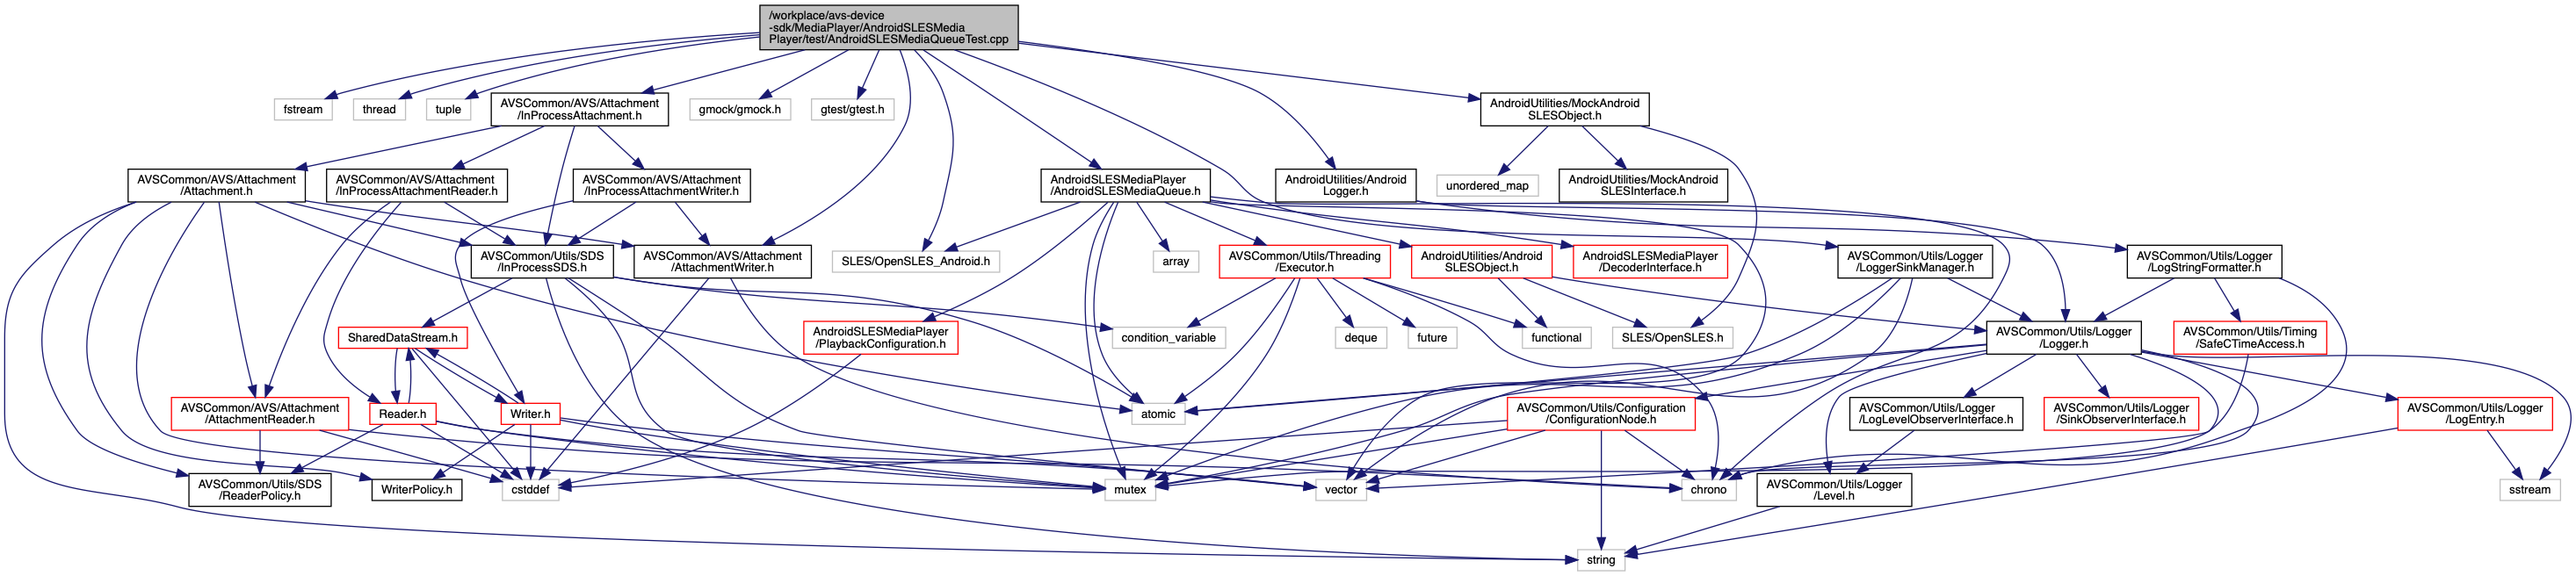 /workplace/avs-device
-sdk/MediaPlayer/AndroidSLESMedia
Player/test/AndroidSLESMediaQueueTest.cpp
fstream
thread
tuple
AVSCommon/AVS/Attachment
/InProcessAttachment.h
gmock/gmock.h
gtest/gtest.h
AndroidUtilities/MockAndroid
SLESObject.h
AVSCommon/AVS/Attachment
/Attachment.h
AVSCommon/AVS/Attachment
/InProcessAttachmentReader.h
AVSCommon/AVS/Attachment
/InProcessAttachmentWriter.h
AndroidSLESMediaPlayer
/AndroidSLESMediaQueue.h
AndroidUtilities/Android
Logger.h
unordered_map
AndroidUtilities/MockAndroid
SLESInterface.h
AVSCommon/Utils/SDS
/InProcessSDS.h
AVSCommon/AVS/Attachment
/AttachmentWriter.h
SLES/OpenSLES_Android.h
array
AVSCommon/Utils/Threading
/Executor.h
AndroidUtilities/Android
SLESObject.h
AndroidSLESMediaPlayer
/DecoderInterface.h
AVSCommon/Utils/Logger
/LoggerSinkManager.h
AVSCommon/Utils/Logger
/LogStringFormatter.h
SharedDataStream.h
AndroidSLESMediaPlayer
/PlaybackConfiguration.h
condition_variable
deque
future
functional
SLES/OpenSLES.h
AVSCommon/Utils/Logger
/Logger.h
AVSCommon/Utils/Timing
/SafeCTimeAccess.h
AVSCommon/AVS/Attachment
/AttachmentReader.h
Reader.h
Writer.h
atomic
AVSCommon/Utils/Configuration
/ConfigurationNode.h
AVSCommon/Utils/Logger
/LogLevelObserverInterface.h
AVSCommon/Utils/Logger
/SinkObserverInterface.h
AVSCommon/Utils/Logger
/LogEntry.h
AVSCommon/Utils/SDS
/ReaderPolicy.h
WriterPolicy.h
cstddef
mutex
vector
chrono
AVSCommon/Utils/Logger
/Level.h
sstream
string